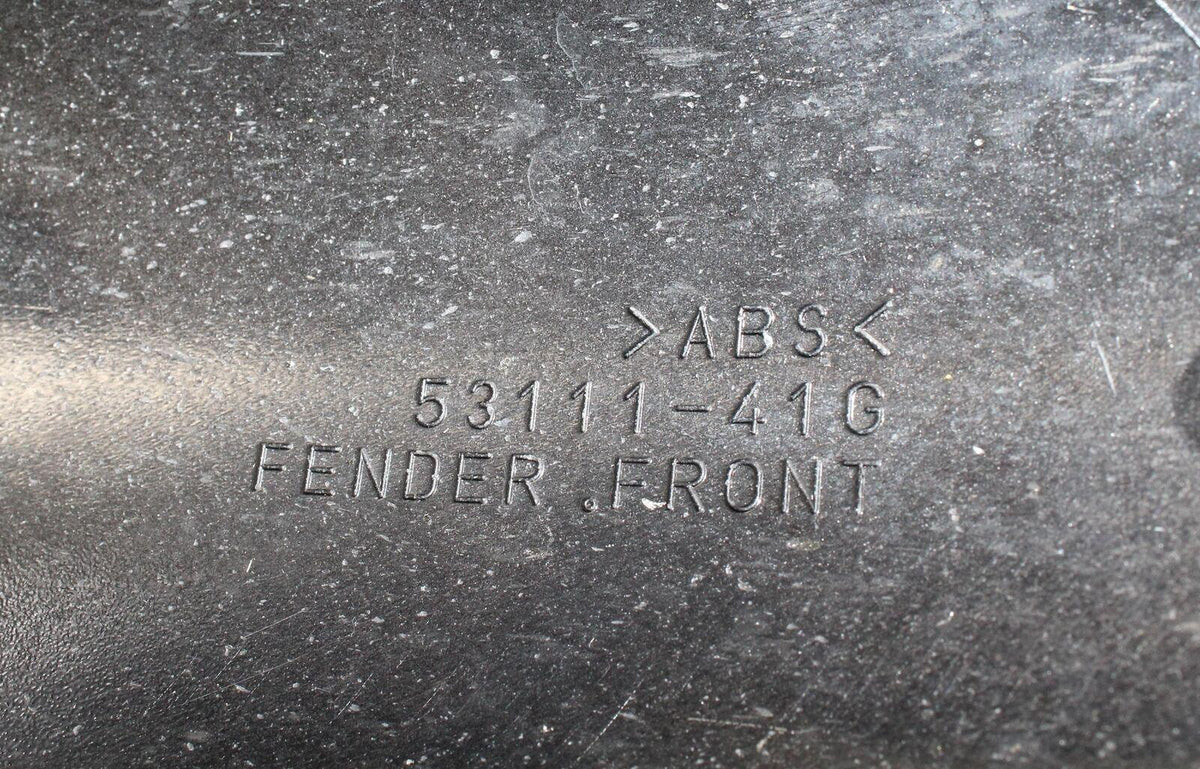 >ABS<
53111-41G
FENDER .FRONT